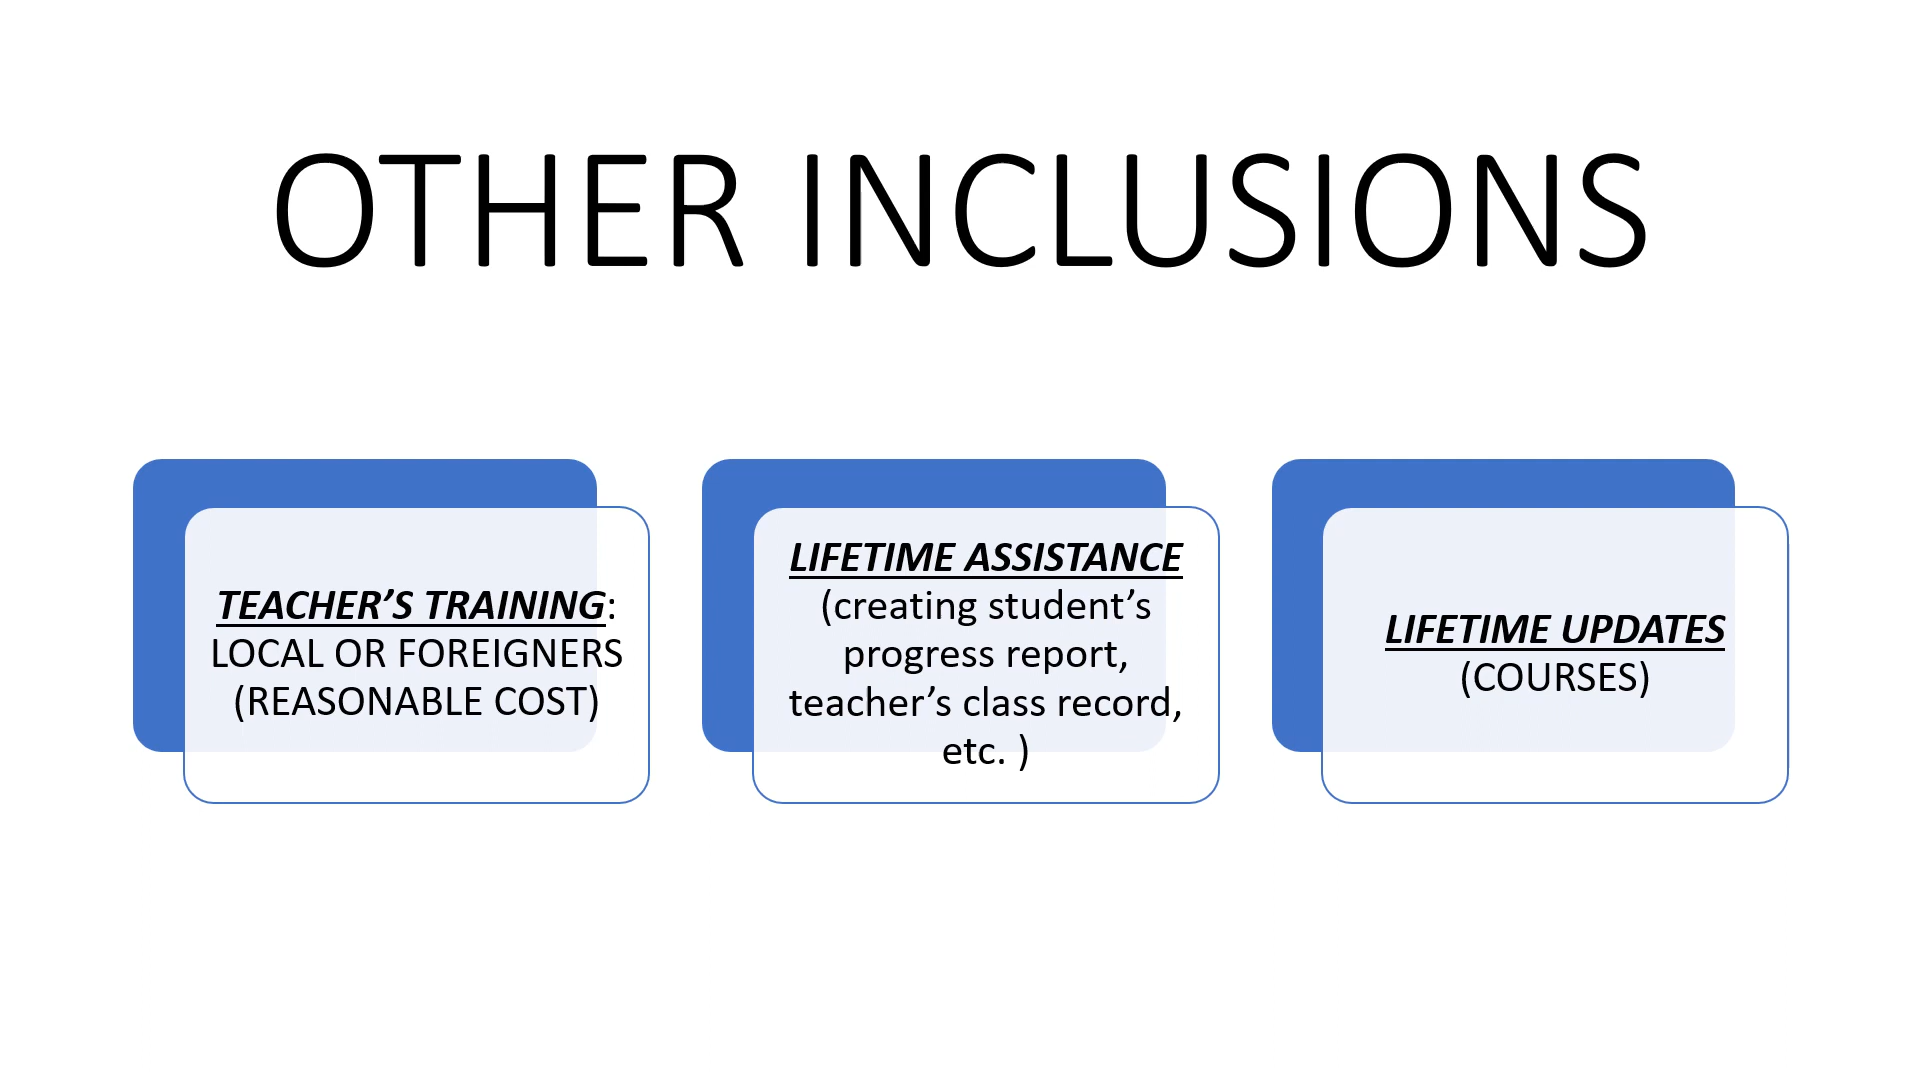 OTHER INCLUSIONS
TEACHER’S TRAINING:
LOCAL OR FOREIGNERS
(REASONABLE COST)
LIFETIME ASSISTANCE
(creating student’s
progress report,
teacher’s class record,
etc. )
LIFETIME UPDATES
(COURSES)